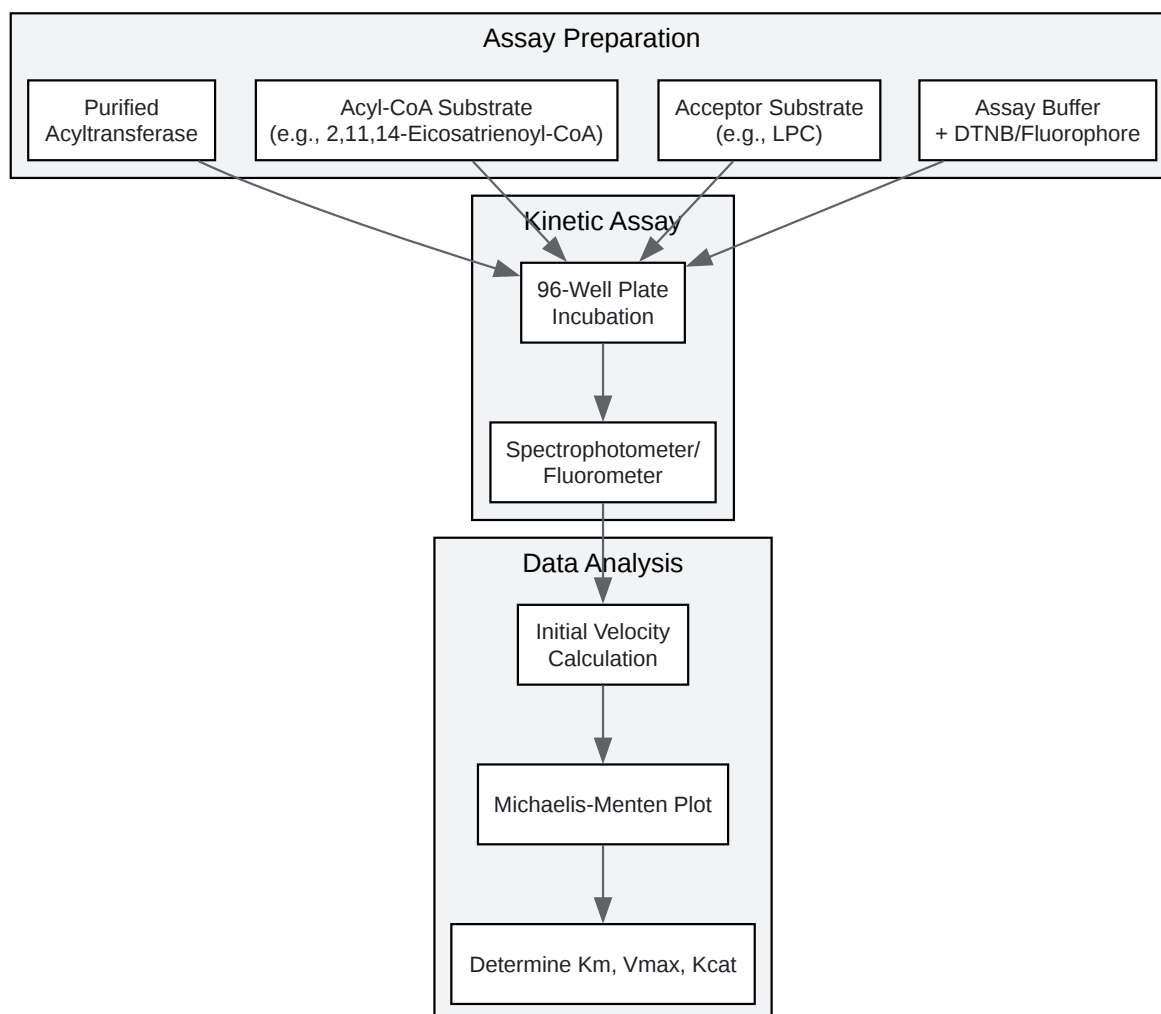 Assay Preparation
Purified
Acyltransferase
Acyl-CoA Substrate
(e.g., 2,11,14-Eicosatrienoyl-CoA)
Acceptor Substrate
(e.g., LPC)
Assay Buffer
+ DTNB/Fluorophore
Kinetic Assay
96-Well Plate
Incubation
Spectrophotometer/
Fluorometer
Data Analysis
Initial Velocity
Calculation
Michaelis-Menten Plot
Determine Km, Vmax, Kcat